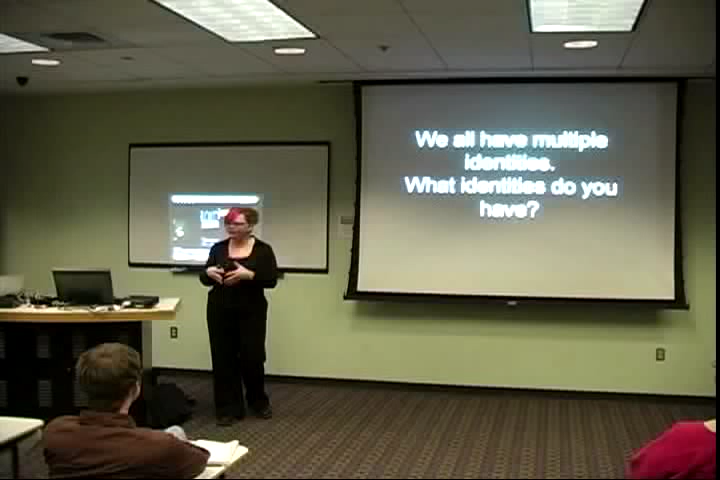 We all have multiple
identities.
What identities do you
have?